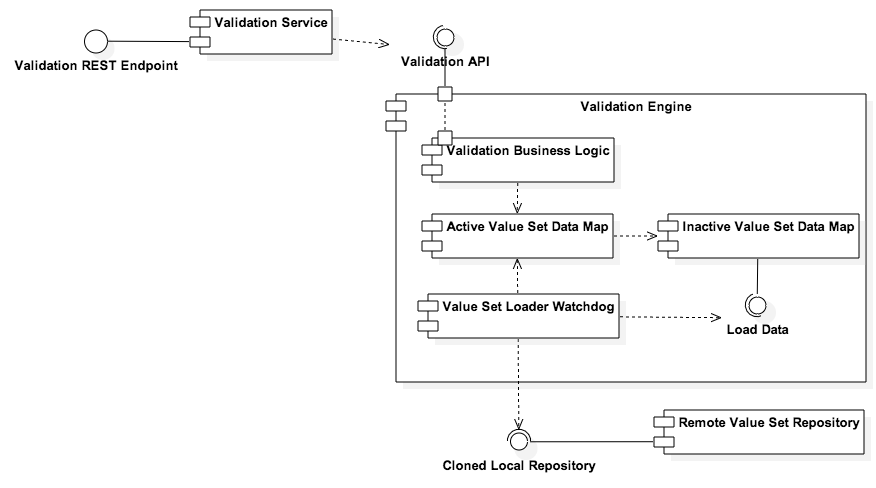 Validation Service
Validation REST Endpoint
Validation API
Validation Engine
Validation Business Logic
Active Value Set Data Map
Inactive Value Set Data Map
Value Set Loader Watchdog
Load Data
Remote Value Set Repository
Cloned Local Repository